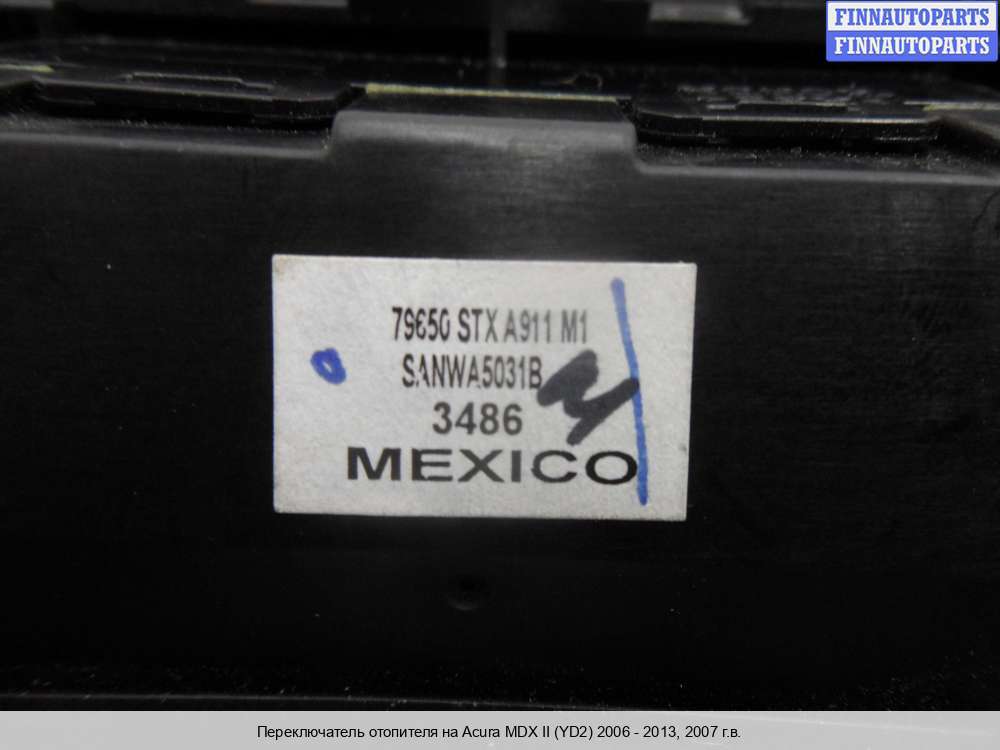 FINNAUTOPARTS
FINNAUTOPARTS
79650 STX A911 M1
SANWA5031B
3486
MEXICO
Переключатель отопителя на Acura MDX II (YD2) 2006 - 2013, 2007 г.в.